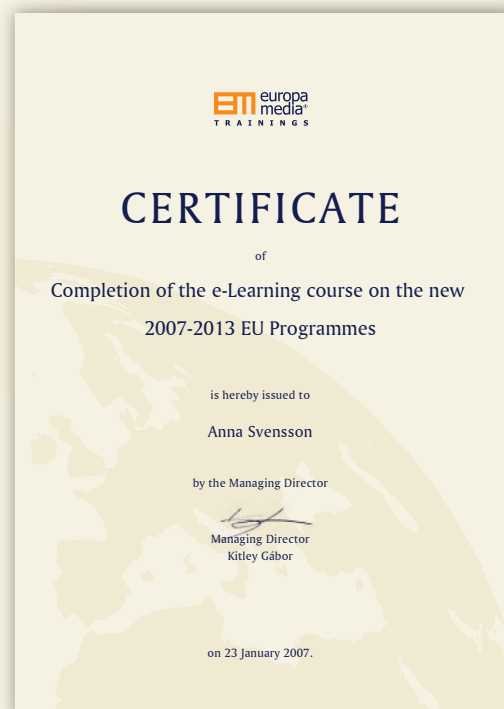 europa
media®
TRAININGS
CERTIFICATE
of
Completion of the e-Learning course on the new
2007-2013 EU Programmes
is hereby issued to
Anna Svensson
by the Managing Director
Managing Director
Kitley Gábor
on 23 January 2007.